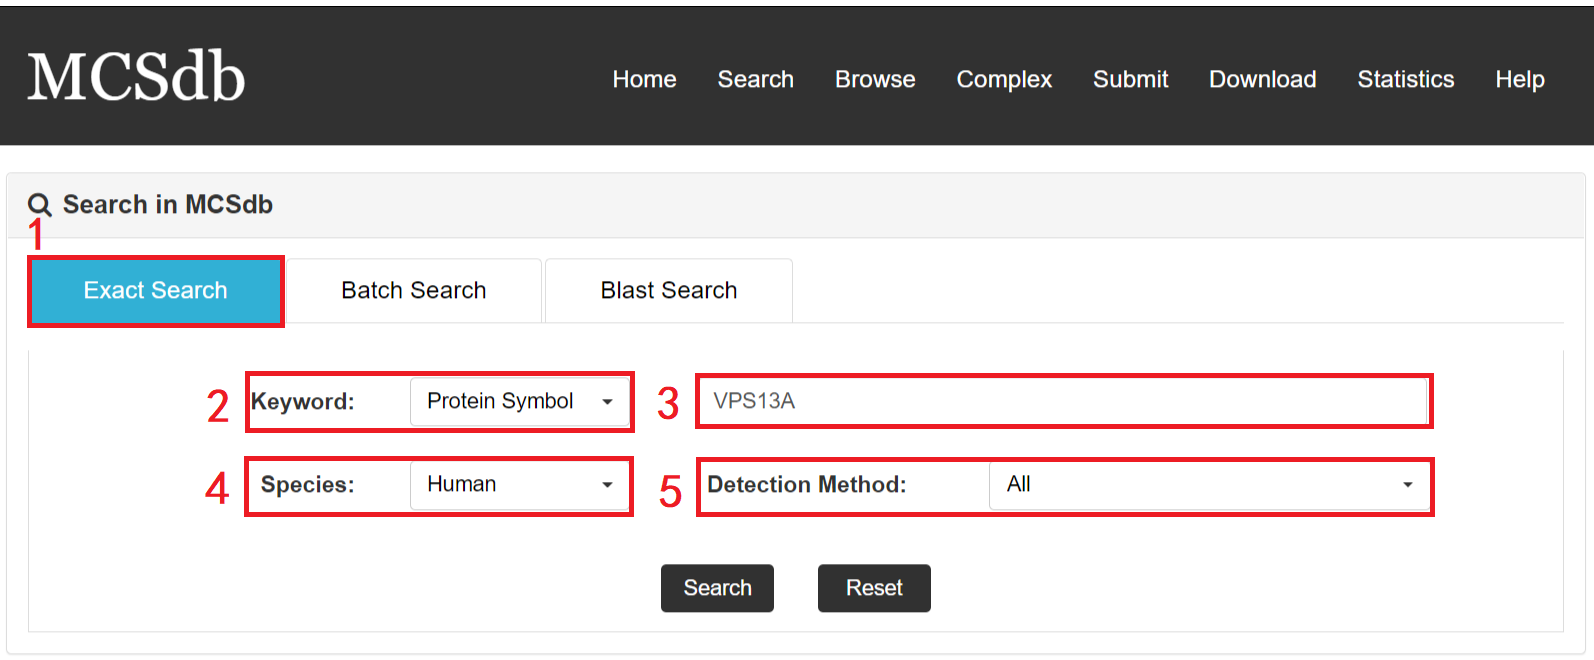 MCSdb
Home Search Browse Complex Submit Download Statistics Help
Search in MCSdb
1
Exact Search Batch Search Blast Search
2 Keyword: Protein Symbol 3 VPS13A
4 Species: Human 5 Detection Method: All
Search Reset